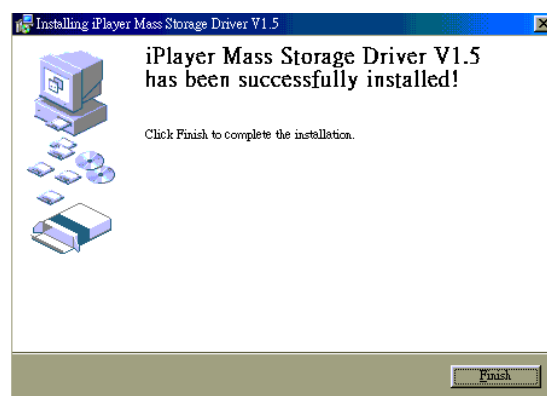 Installing iPlayer Mass Storage Driver V1.5
iPlayer Mass Storage Driver V1.5
has been successfully installed!
Click Finish to complete the installation.
Finish